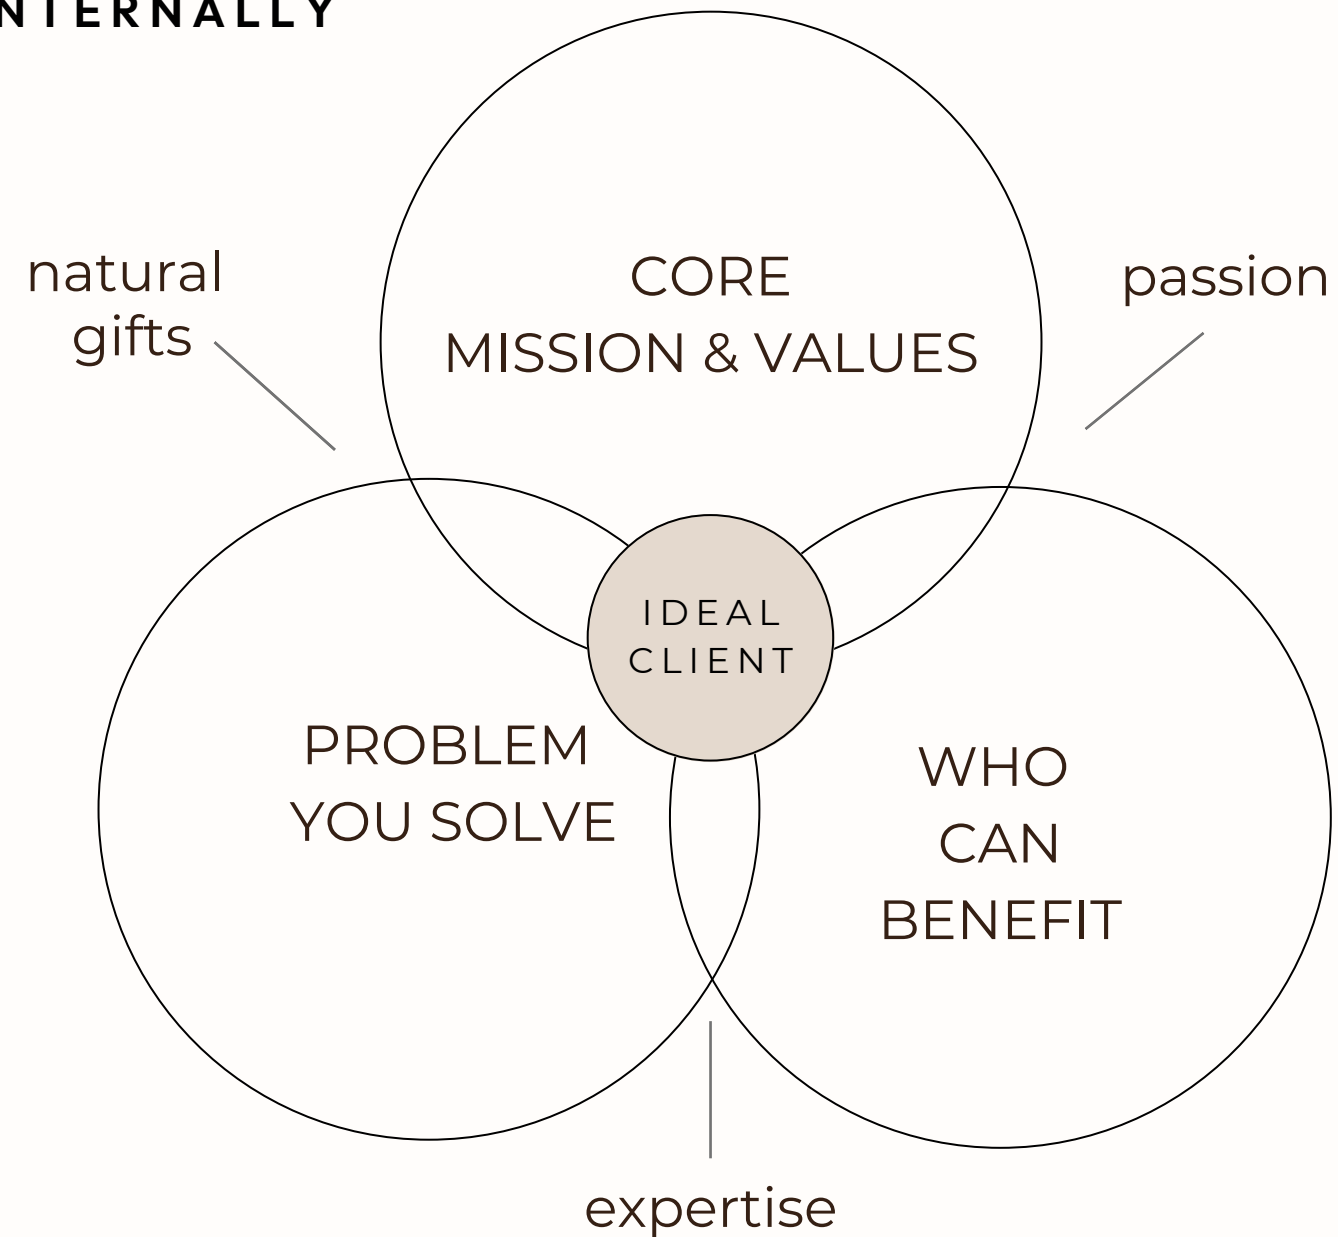 NTERNALLY
natural
gifts
CORE
MISSION & VALUES
passion
IDEAL
CLIENT
PROBLEM
YOU SOLVE
WHO
CAN
BENEFIT
expertise